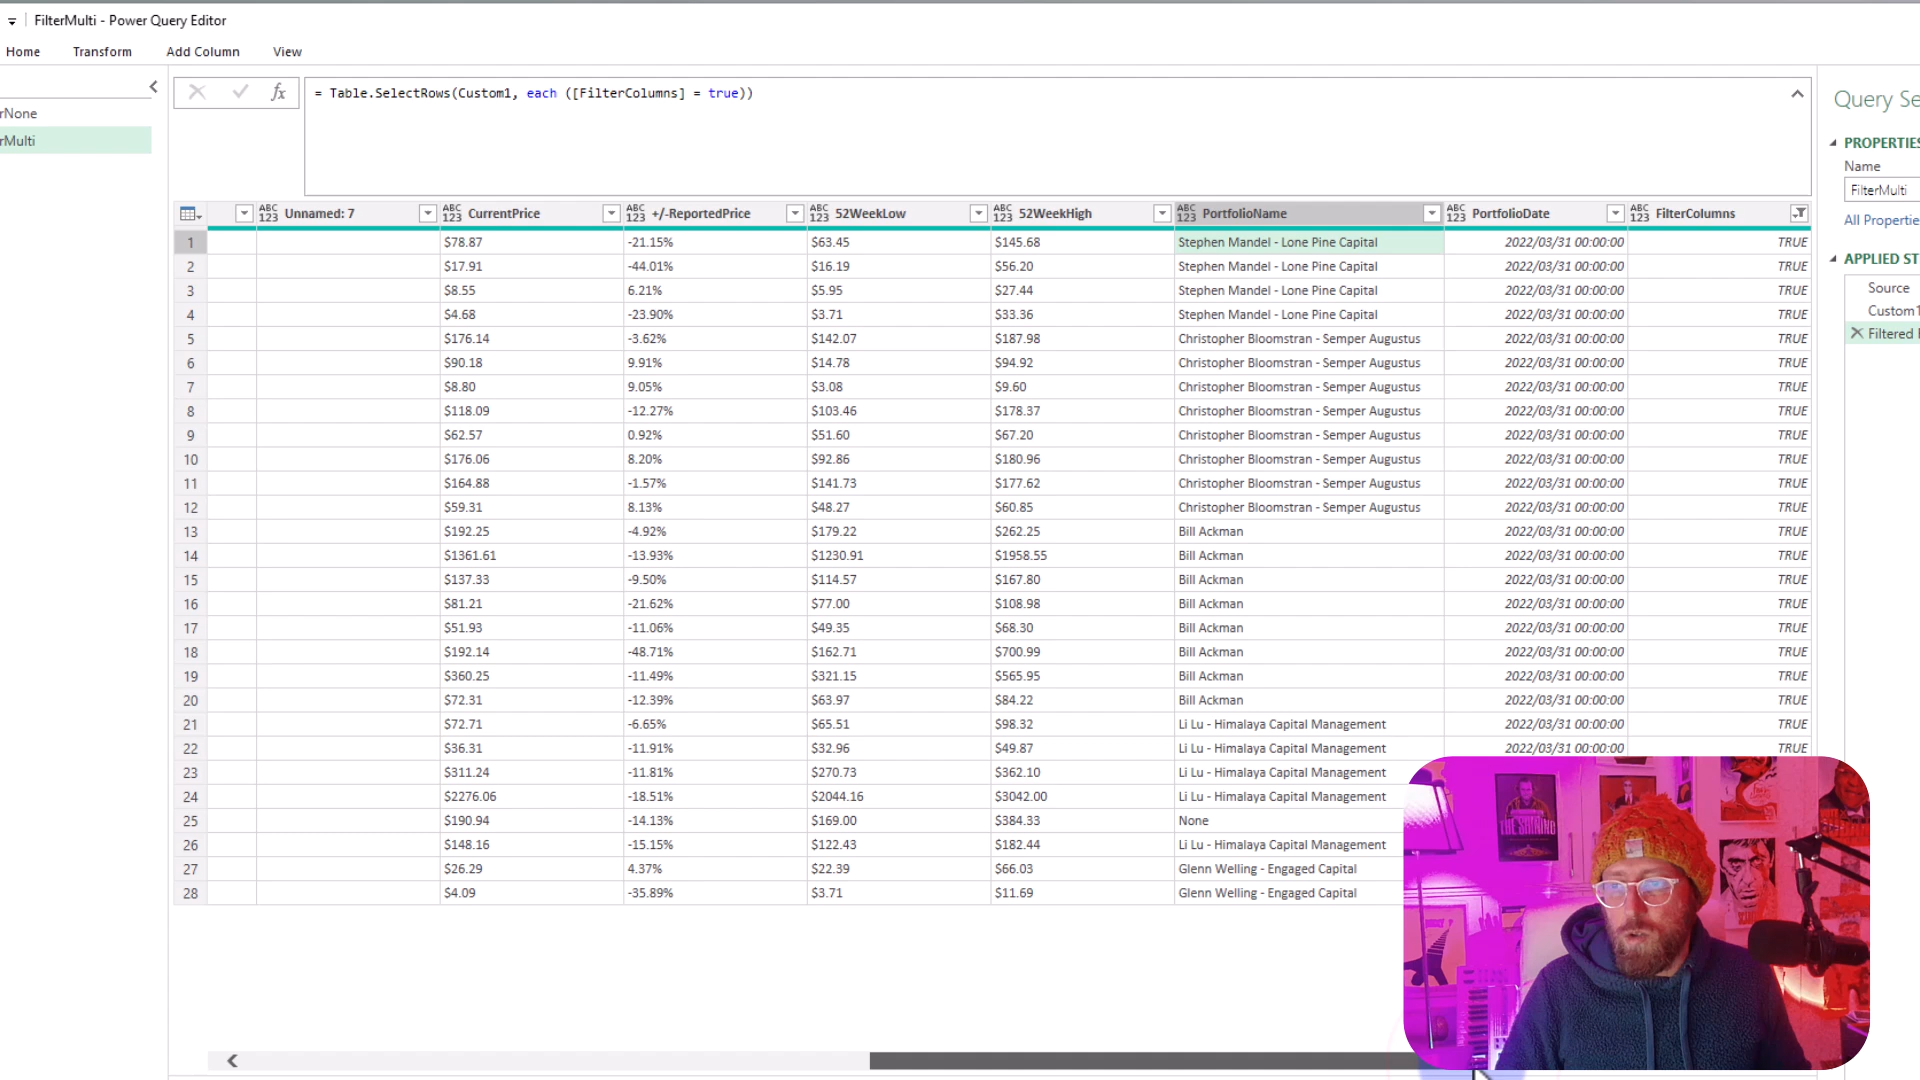 FilterMulti - Power Query Editor
Home Transform Add Column View
= Table.SelectRows(Custom1, each ([FilterColumns] = true))
rNone
rMulti
Query Se
PROPERTIES
Name
FilterMulti
All Propertie
APPLIED ST
Source
Custom1
Filtered
ABC 123 Unnamed: 7 ABC 123 CurrentPrice ABC 123 +/-ReportedPrice ABC 123 52WeekLow ABC 123 52WeekHigh ABC 123 PortfolioName ABC 123 PortfolioDate ABC 123 FilterColumns
1 $78.87 -21.15% $63.45 $145.68 Stephen Mandel - Lone Pine Capital 2022/03/31 00:00:00 TRUE
2 $17.91 -44.01% $16.19 $56.20 Stephen Mandel - Lone Pine Capital 2022/03/31 00:00:00 TRUE
3 $8.55 6.21% $5.95 $27.44 Stephen Mandel - Lone Pine Capital 2022/03/31 00:00:00 TRUE
4 $4.68 -23.90% $3.71 $33.36 Stephen Mandel - Lone Pine Capital 2022/03/31 00:00:00 TRUE
5 $176.14 -3.62% $142.07 $187.98 Christopher Bloomstran - Semper Augustus 2022/03/31 00:00:00 TRUE
6 $90.18 9.91% $14.78 $94.92 Christopher Bloomstran - Semper Augustus 2022/03/31 00:00:00 TRUE
7 $8.80 9.05% $3.08 $9.60 Christopher Bloomstran - Semper Augustus 2022/03/31 00:00:00 TRUE
8 $118.09 -12.27% $103.46 $178.37 Christopher Bloomstran - Semper Augustus 2022/03/31 00:00:00 TRUE
9 $62.57 0.92% $51.60 $67.20 Christopher Bloomstran - Semper Augustus 2022/03/31 00:00:00 TRUE
10 $176.06 8.20% $92.86 $180.96 Christopher Bloomstran - Semper Augustus 2022/03/31 00:00:00 TRUE
11 $164.88 -1.57% $141.73 $177.62 Christopher Bloomstran - Semper Augustus 2022/03/31 00:00:00 TRUE
12 $59.31 8.13% $48.27 $60.85 Christopher Bloomstran - Semper Augustus 2022/03/31 00:00:00 TRUE
13 $192.25 -4.92% $179.22 $262.25 Bill Ackman 2022/03/31 00:00:00 TRUE
14 $1361.61 -13.93% $1230.91 $1958.55 Bill Ackman 2022/03/31 00:00:00 TRUE
15 $137.33 -9.50% $114.57 $167.80 Bill Ackman 2022/03/31 00:00:00 TRUE
16 $81.21 -21.62% $77.00 $108.98 Bill Ackman 2022/03/31 00:00:00 TRUE
17 $51.93 -11.06% $49.35 $68.30 Bill Ackman 2022/03/31 00:00:00 TRUE
18 $192.14 -48.71% $162.71 $700.99 Bill Ackman 2022/03/31 00:00:00 TRUE
19 $360.25 -11.49% $321.15 $565.95 Bill Ackman 2022/03/31 00:00:00 TRUE
20 $72.31 -12.39% $63.97 $84.22 Bill Ackman 2022/03/31 00:00:00 TRUE
21 $72.71 -6.65% $65.51 $98.32 Li Lu - Himalaya Capital Management 2022/03/31 00:00:00 TRUE
22 $36.31 -11.91% $32.96 $49.87 Li Lu - Himalaya Capital Management 2022/03/31 00:00:00 TRUE
23 $311.24 -11.81% $270.73 $362.10 Li Lu - Himalaya Capital Management
24 $2276.06 -18.51% $2044.16 $3042.00 Li Lu - Himalaya Capital Management
25 $190.94 -14.13% $169.00 $384.33 None
26 $148.16 -15.15% $122.43 $182.44 Li Lu - Himalaya Capital Management
27 $26.29 4.37% $22.39 $66.03 Glenn Welling - Engaged Capital
28 $4.09 -35.89% $3.71 $11.69 Glenn Welling - Engaged Capital
THE SHINING